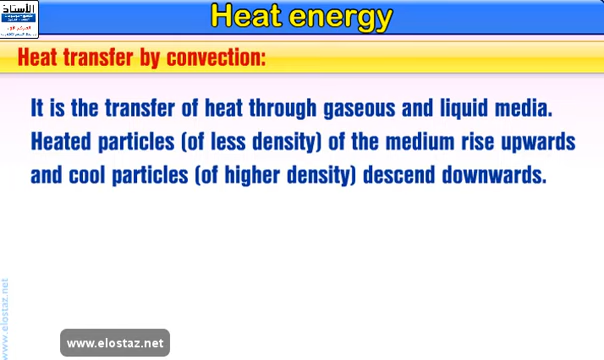 الأستاذ
Heat energy
Heat transfer by convection:
It is the transfer of heat through gaseous and liquid media.
Heated particles (of less density) of the medium rise upwards
and cool particles (of higher density) descend downwards.
www.elostaz.net
www.elostaz.net